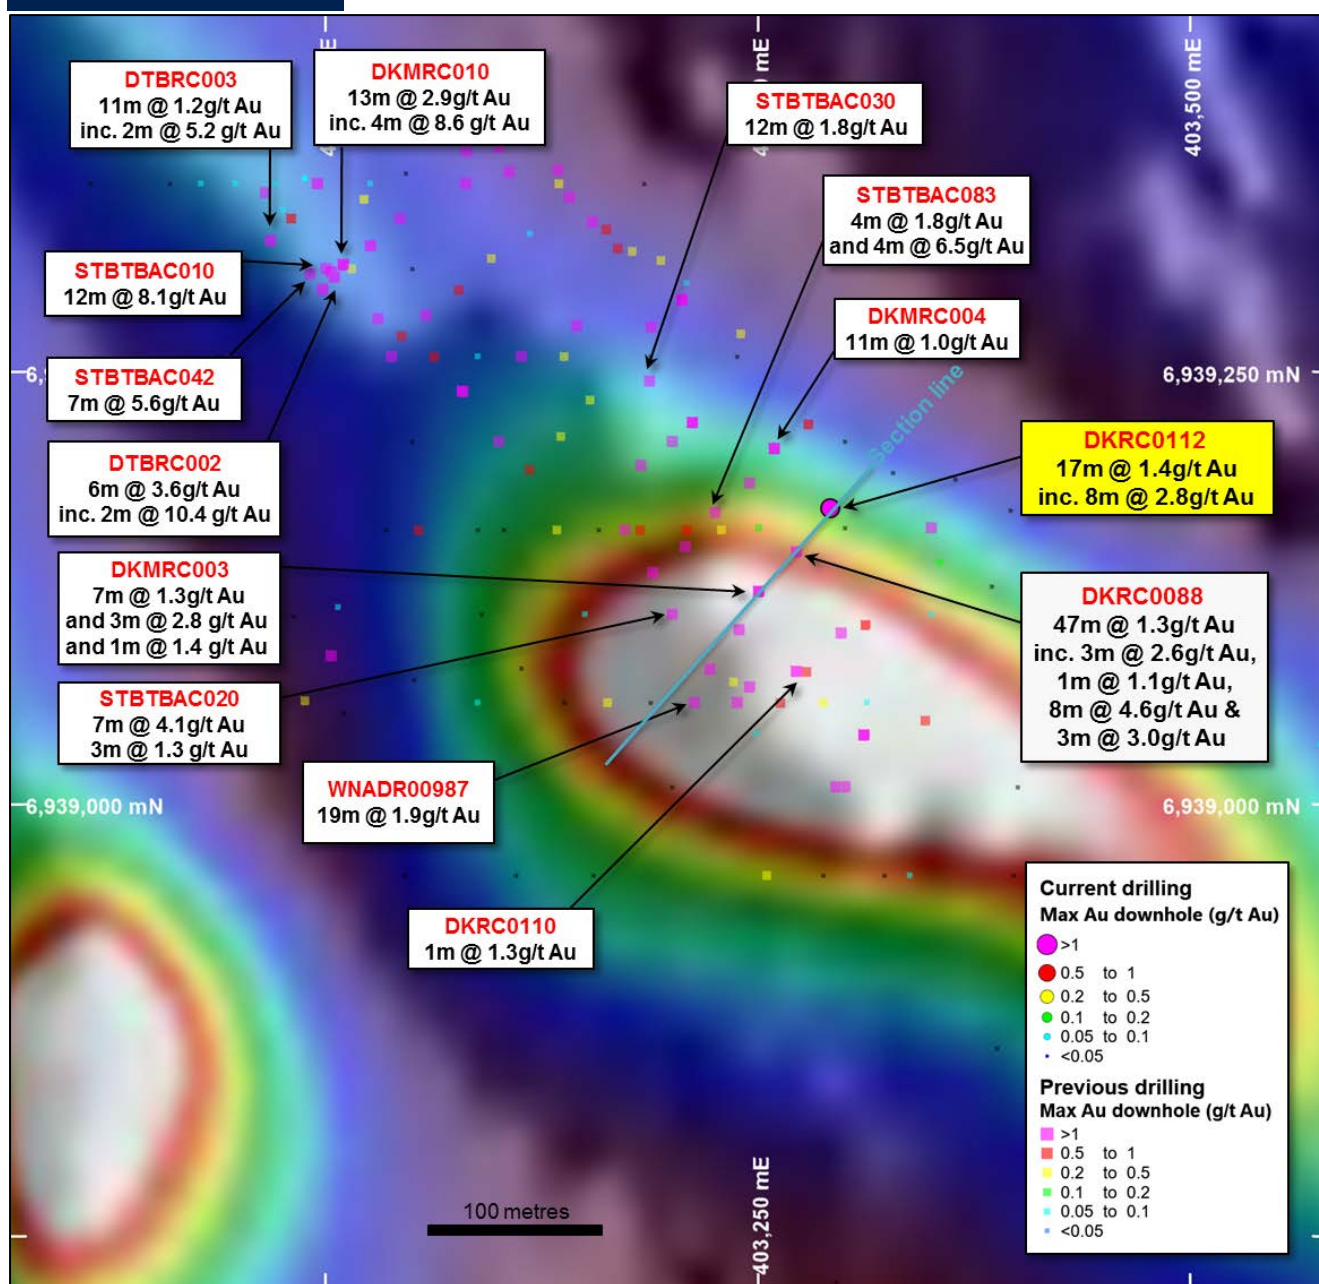 DTBRC003
11m @ 1.2g/t Au
inc. 2m @ 5.2 g/t Au
DKMRC010
13m @ 2.9g/t Au
inc. 4m @ 8.6 g/t Au
STBTBAC030
12m @ 1.8g/t Au
403,500 mE
STBTBAC083
4m @ 1.8g/t Au
and 4m @ 6.5g/t Au
STBTBAC010
12m @ 8.1g/t Au
DKMRC004
11m @ 1.0g/t Au
STBTBAC042
7m @ 5.6g/t Au
6,939,250 mN
Section line
DKRC0112
17m @ 1.4g/t Au
inc. 8m @ 2.8g/t Au
DTBRC002
6m @ 3.6g/t Au
inc. 2m @ 10.4 g/t Au
DKMRC003
7m @ 1.3g/t Au
and 3m @ 2.8 g/t Au
and 1m @ 1.4 g/t Au
DKRC0088
47m @ 1.3g/t Au
inc. 3m @ 2.6g/t Au,
1m @ 1.1g/t Au,
8m @ 4.6g/t Au &
3m @ 3.0g/t Au
STBTBAC020
7m @ 4.1g/t Au
3m @ 1.3 g/t Au
WNADR00987
19m @ 1.9g/t Au
6,939,000 mN
6,939,000 mN
DKRC0110
1m @ 1.3g/t Au
Current drilling
Max Au downhole (g/t Au)
>1
0.5 to 1
0.2 to 0.5
0.1 to 0.2
0.05 to 0.1
<0.05
Previous drilling
Max Au downhole (g/t Au)
>1
0.5 to 1
0.2 to 0.5
0.1 to 0.2
0.05 to 0.1
<0.05
100 metres
403,250 mE